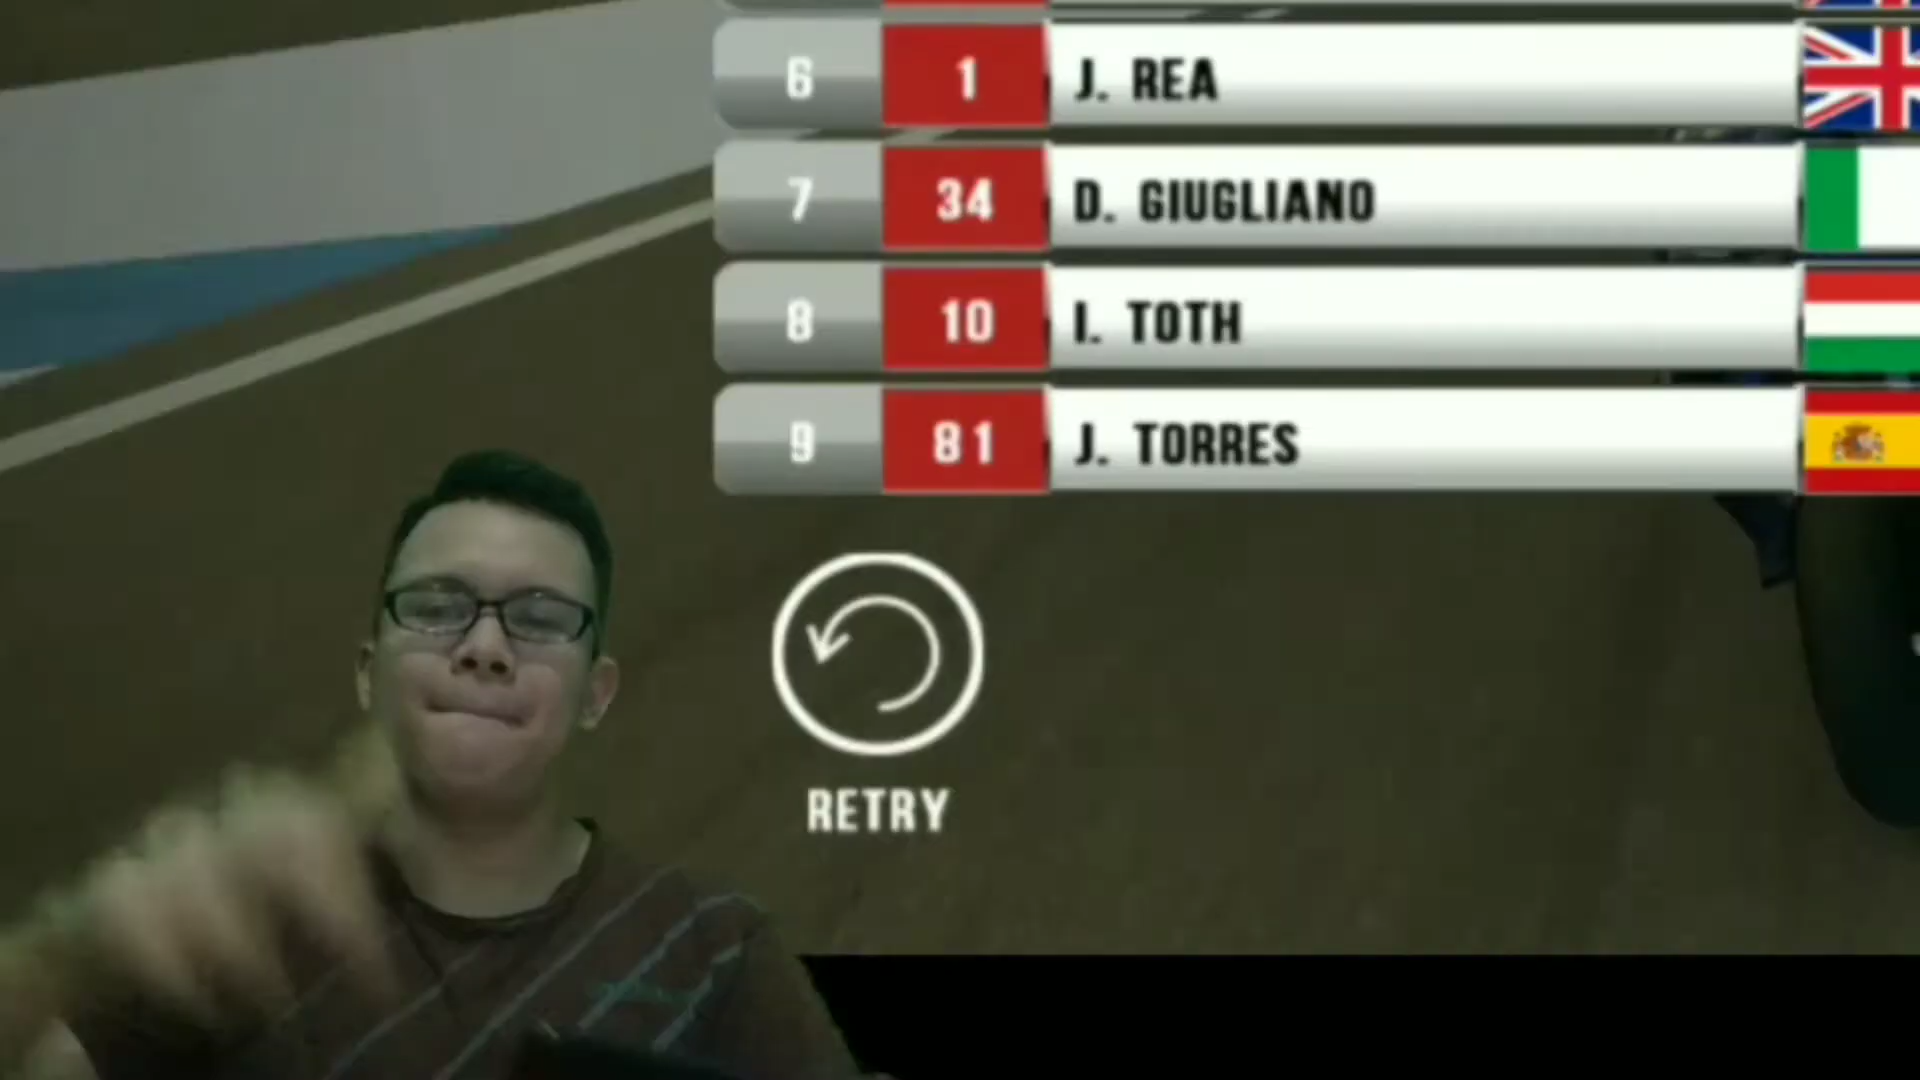 6 1 J. REA
7 34 D. GIUGLIANO
8 10 I. TOTH
9 81 J. TORRES
RETRY